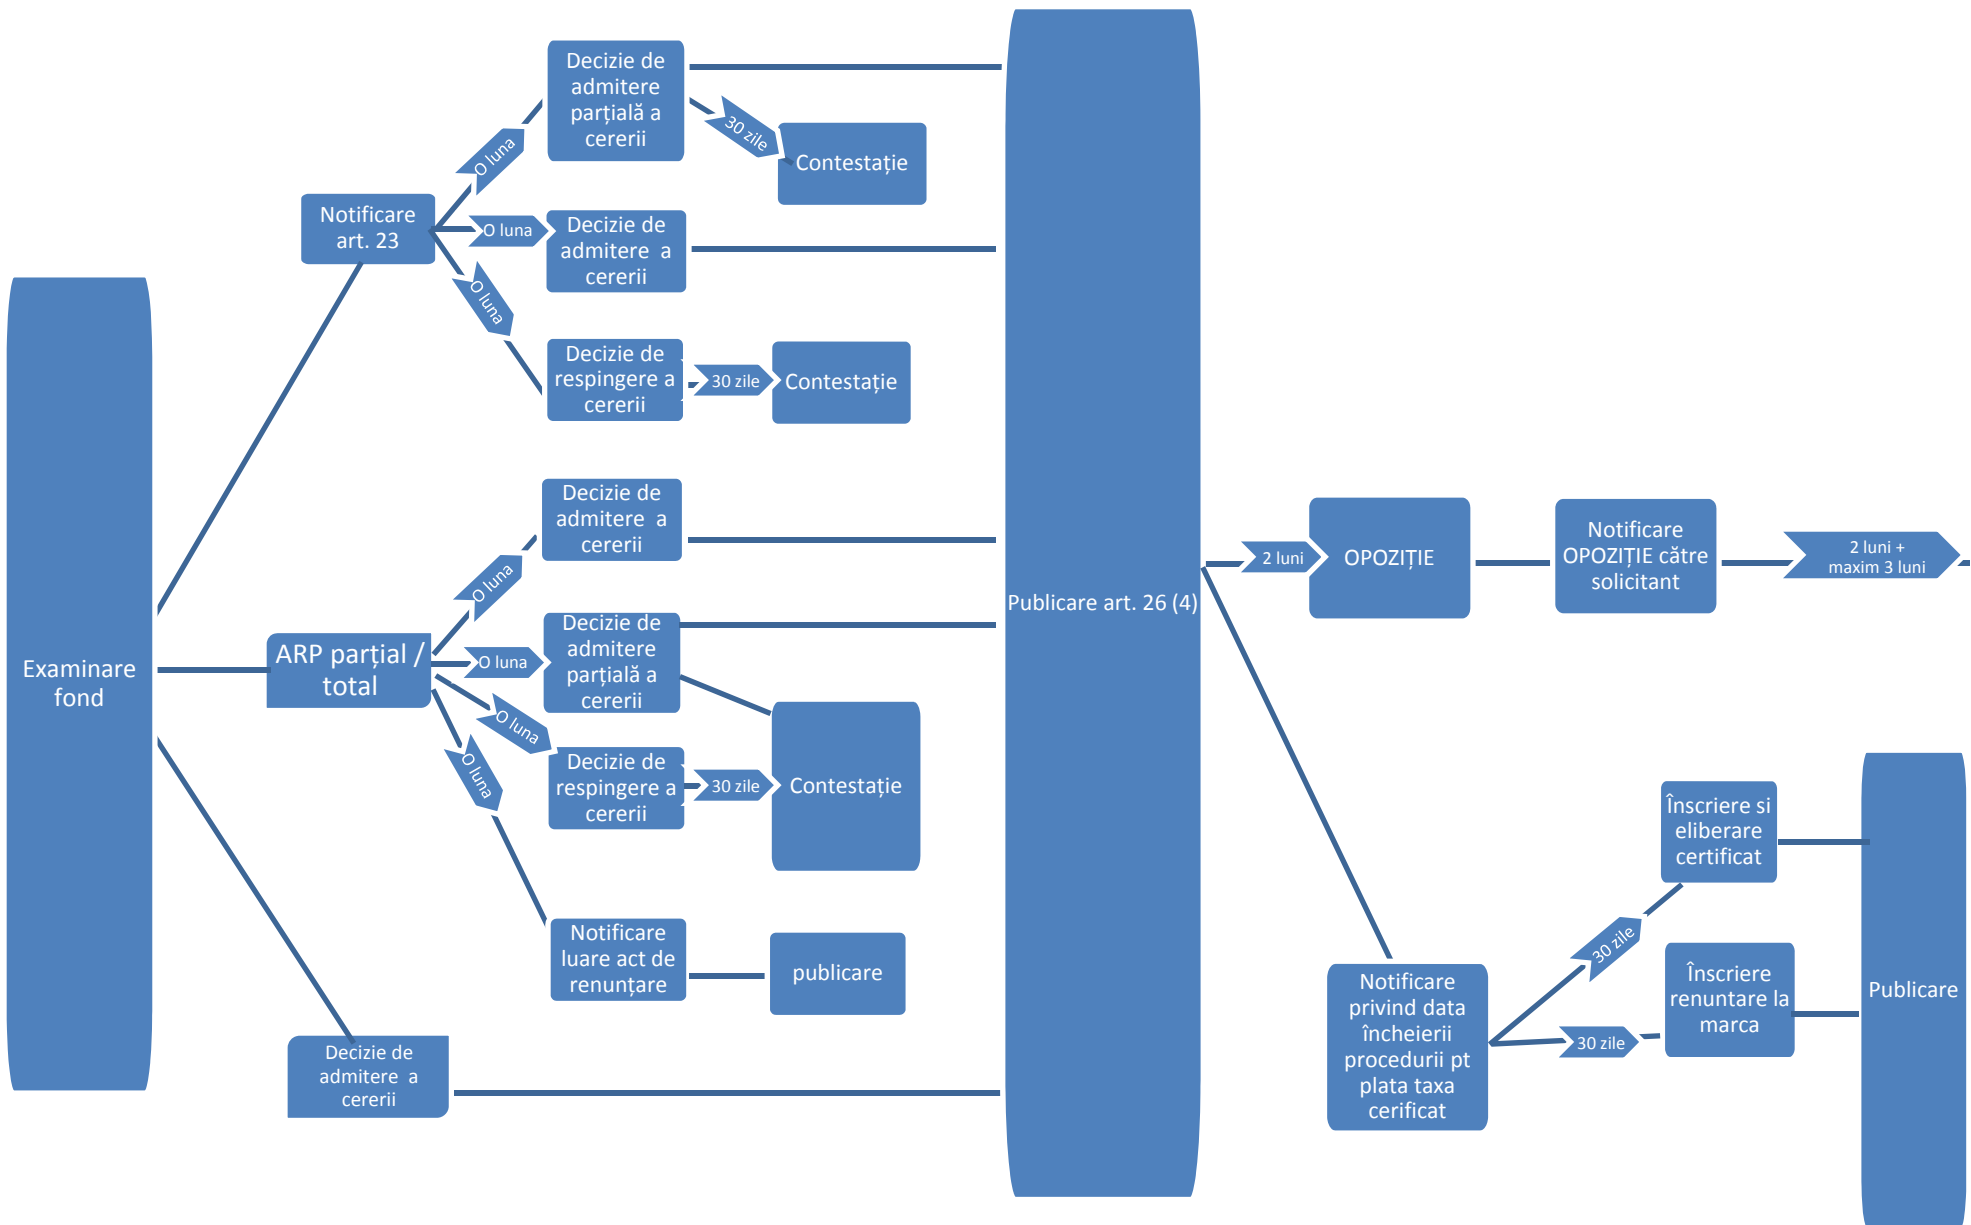 Examinare
fond
Notificare
art. 23
O luna
Decizie de
admitere
parțială a
cererii
30 zile
Contestație
O luna
Decizie de
admitere a
cererii
O luna
Decizie de
respingere a
cererii
30 zile
Contestație
ARP parțial /
total
O luna
Decizie de
admitere a
cererii
O luna
Decizie de
admitere
parțială a
cererii
O luna
Decizie de
respingere a
cererii
30 zile
Contestație
O luna
Notificare
luare act de
renunțare
publicare
Decizie de
admitere a
cererii
Publicare art. 26 (4)
2 luni
OPOZIȚIE
Notificare
OPOZIȚIE către
solicitant
2 luni +
maxim 3 luni
Notificare
privind data
încheierii
procedurii pt
plata taxa
cerificat
30 zile
Înscriere si
eliberare
certificat
30 zile
Înscriere
renuntare la
marca
Publicare